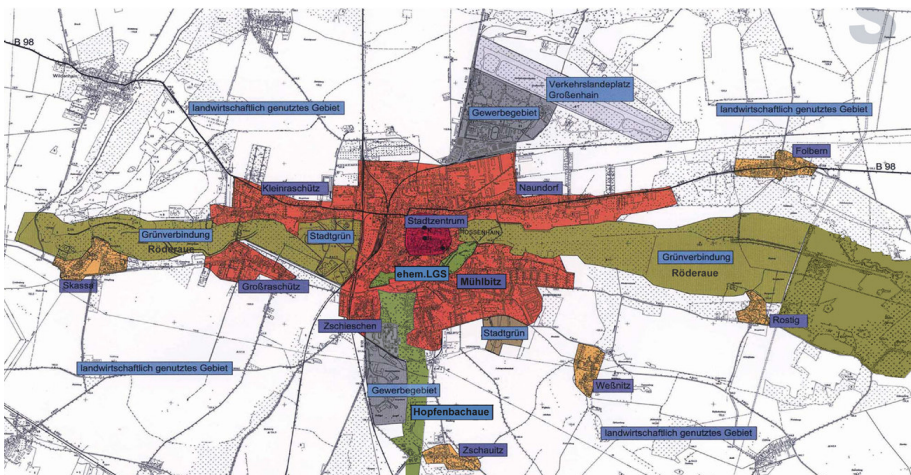 S
B 98
Wildenhain
landwirtschaftlich genutztes Gebiet
Verkehrslandeplatz
Großenhain
Gewerbegebiet
landwirtschaftlich genutztes Gebiet
Folbern
B 98
Kleinraschütz
Naundorf
Stadtzentrum
Grünverbindung
Röderaue
Stadtgrün
GROSSENHAIN
Grünverbindung
Röderaue
ehem.LGS
Mühlbitz
Skassa
Großraschütz
Zschieschen
Stadtgrün
Rostig
landwirtschaftlich genutztes Gebiet
Gewerbegebiet
Weßnitz
Hopfenbachaue
landwirtschaftlich genutztes Gebiet
Zschauitz